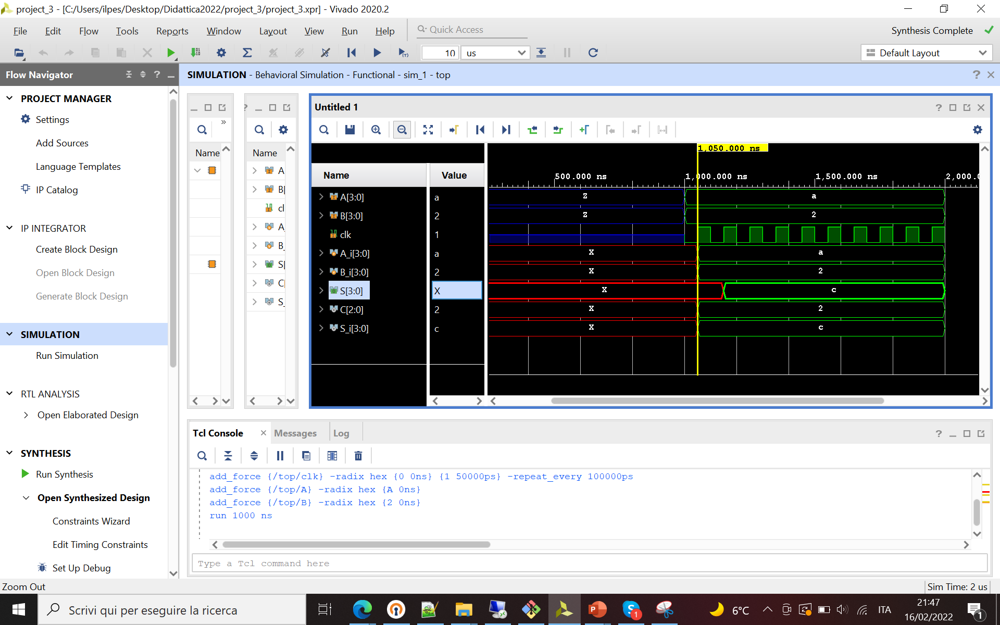 project_3 - [C:/Users/ilpes/Desktop/Didattica2022/project_3/project_3.xpr] - Vivado 2020.2
File Edit Flow Tools Reports Window Layout View Run Help Quick Access Synthesis Complete
10 us Default Layout
Flow Navigator
SIMULATION - Behavioral Simulation - Functional - sim_1 - top
PROJECT MANAGER
Settings
Add Sources
Language Templates
IP Catalog
IP INTEGRATOR
Create Block Design
Open Block Design
Generate Block Design
SIMULATION
Run Simulation
RTL ANALYSIS
Open Elaborated Design
SYNTHESIS
Run Synthesis
Open Synthesized Design
Constraints Wizard
Edit Timing Constraints
Set Up Debug
Name
Name
A
B[
cl
A_
B_
S[
C[
S_
Untitled 1
1,050.000 ns
Name Value
500.000 ns 1,000.000 ns 1,500.000 ns 2,000.0
A[3:0] a Z a
B[3:0] 2 Z 2
clk 1
A_i[3:0] a X a
B_i[3:0] 2 X 2
S[3:0] X X c
C[2:0] 2 X 2
S_i[3:0] c X c
Tcl Console Messages Log
add_force {/top/clk} -radix hex {0 0ns} {1 50000ps} -repeat_every 100000ps
add_force {/top/A} -radix hex {A 0ns}
add_force {/top/B} -radix hex {2 0ns}
run 1000 ns
Type a Tcl command here
Zoom Out Sim Time: 2 us
Scrivi qui per eseguire la ricerca
6°C ITA
21:47
16/02/2022
1
1